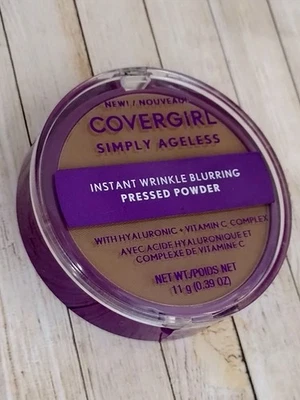 NEW! / NOUVEAU!
COVERGIRL
SIMPLY AGELESS
INSTANT WRINKLE BLURRING
PRESSED POWDER
WITH HYALURONIC + VITAMIN C COMPLEX
AVEC ACIDE HYALURONIQUE ET
COMPLEXE DE VITAMINE C
NET WT/POIDS NET
11 g (0.39 OZ)